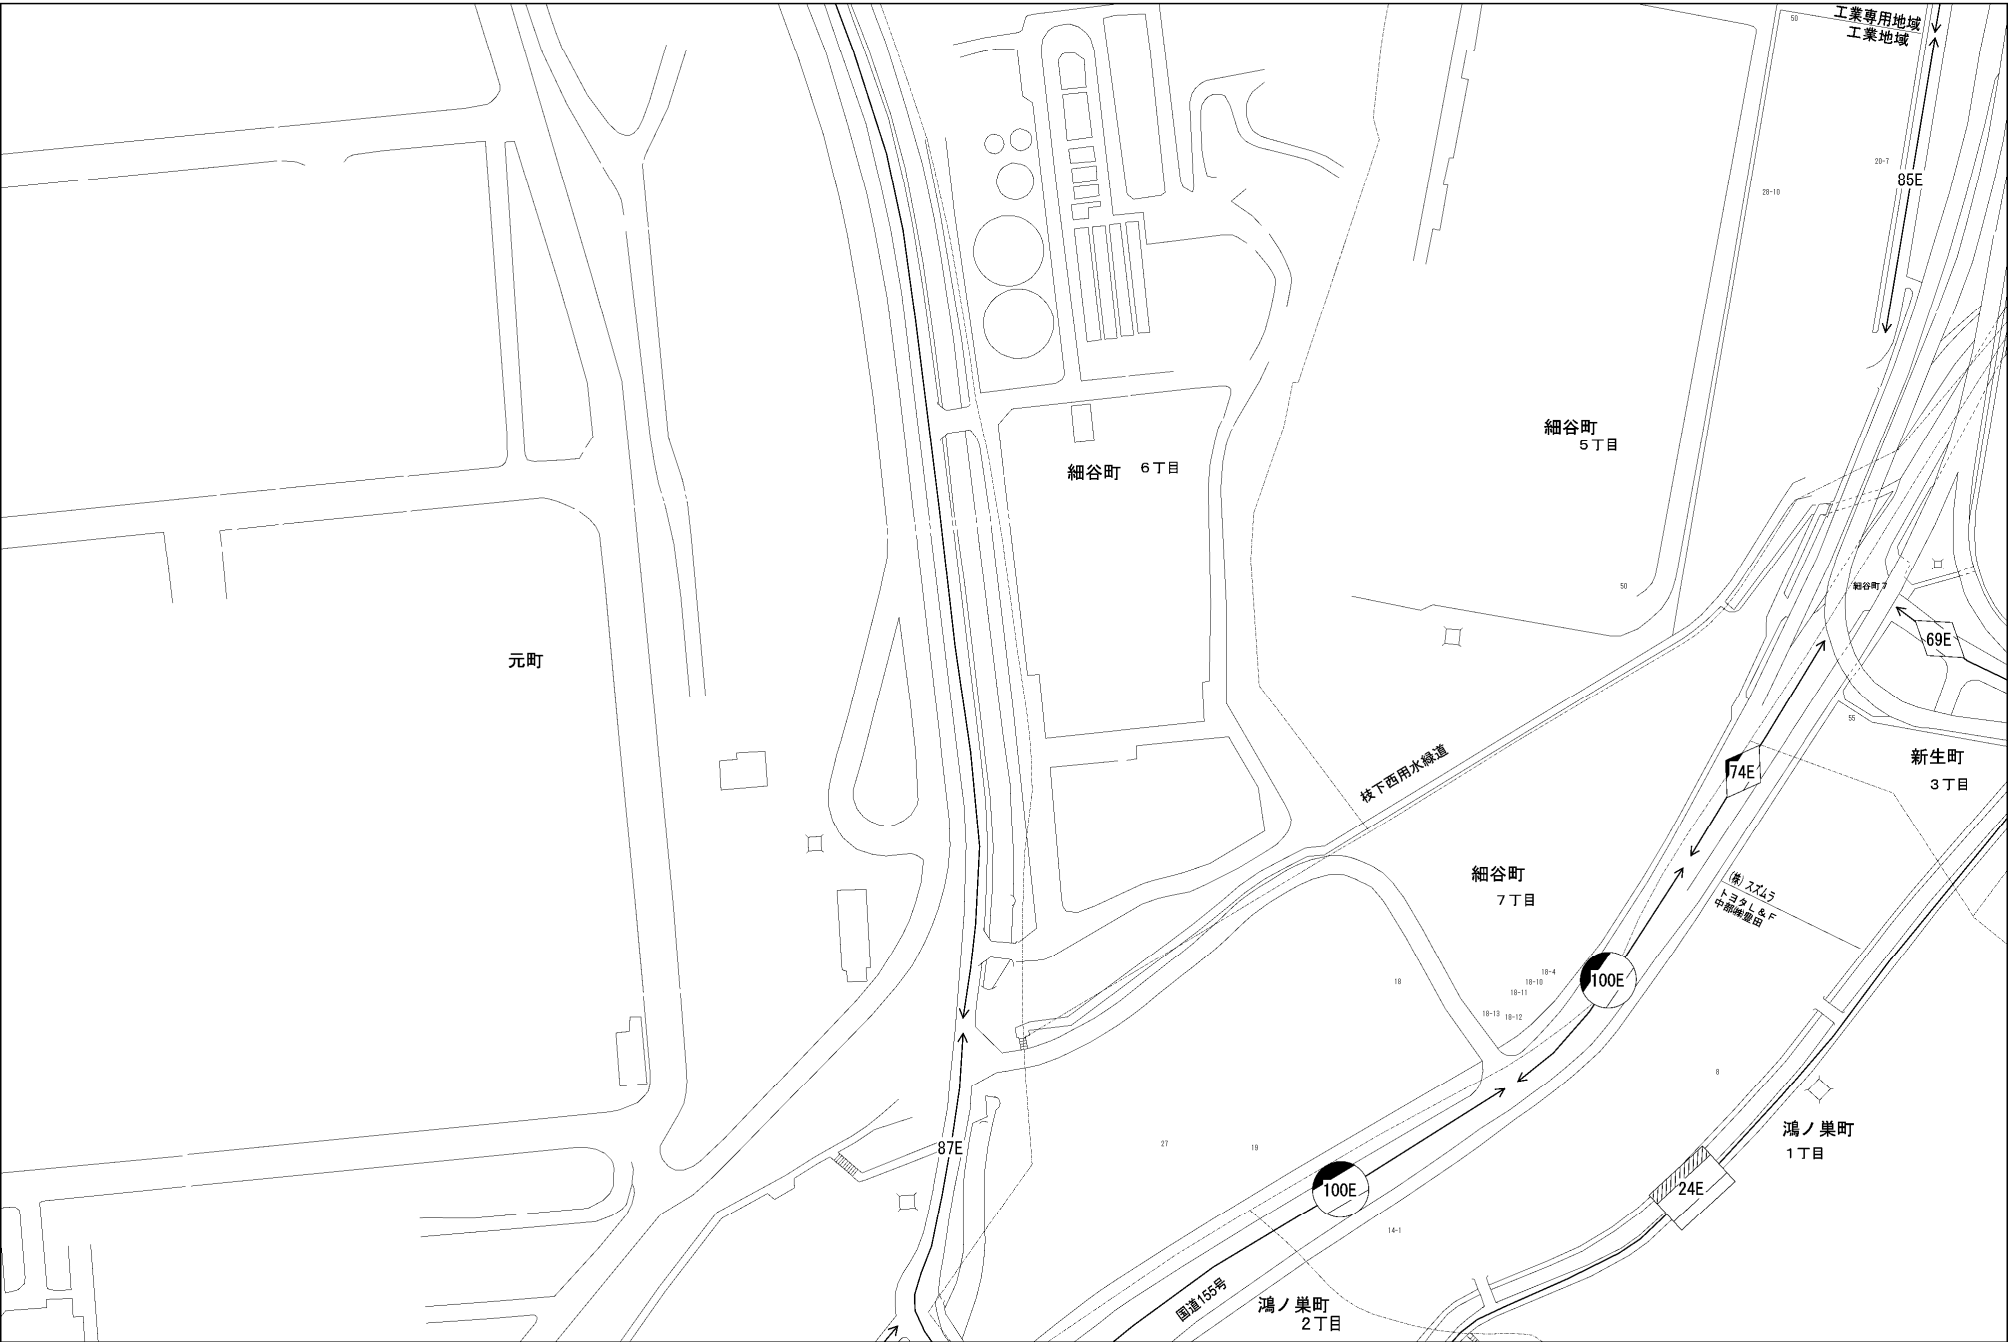 50
工業専用地域
工業地域
20-7
85E
28-10
細谷町
5丁目
細谷町 6丁目
50
細谷町7
69E
元町
55
新生町
3丁目
枝下西用水緑道
74E
細谷町
7丁目
(株)スズムラ
トヨタL&F
中部㈱豊田
18
18-4
18-10
18-11
18-13
18-12
100E
8
鴻ノ巣町
1丁目
27
19
87E
100E
24E
14-1
国道155号
鴻ノ巣町
2丁目